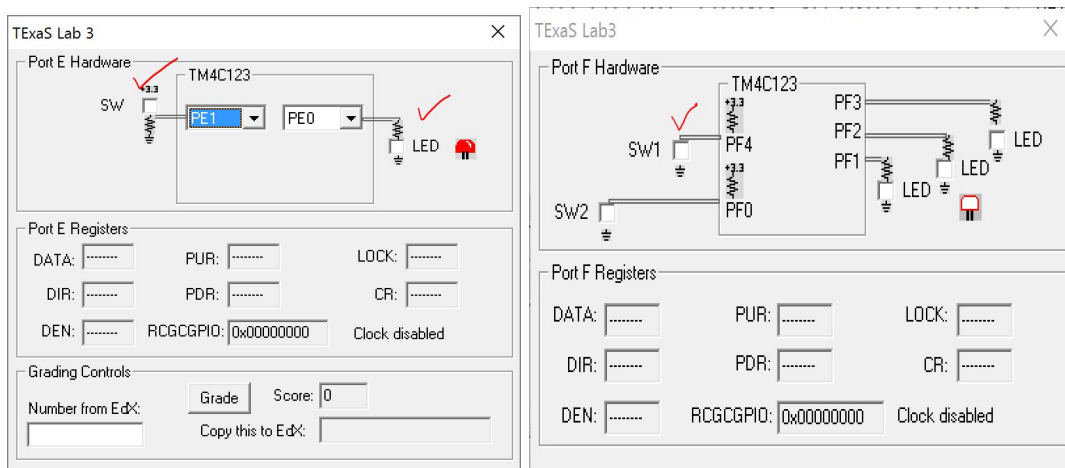 TExaS Lab 3
Port E Hardware
TM4C123
+3.3
SW
PE1
PE0
LED
Port E Registers
DATA: --------
PUR: --------
LOCK: --------
DIR: --------
PDR: --------
CR: --------
DEN: --------
RCGCGPIO: 0x00000000
Clock disabled
Grading Controls
Number from EdX:
Grade
Score: 0
Copy this to EdX:
TExaS Lab3
Port F Hardware
TM4C123
+3.3
PF3
SW1
PF4
PF2
LED
+3.3
PF1
LED
LED
SW2
PF0
Port F Registers
DATA: --------
PUR: --------
LOCK: --------
DIR: --------
PDR: --------
CR: --------
DEN: --------
RCGCGPIO: 0x00000000
Clock disabled